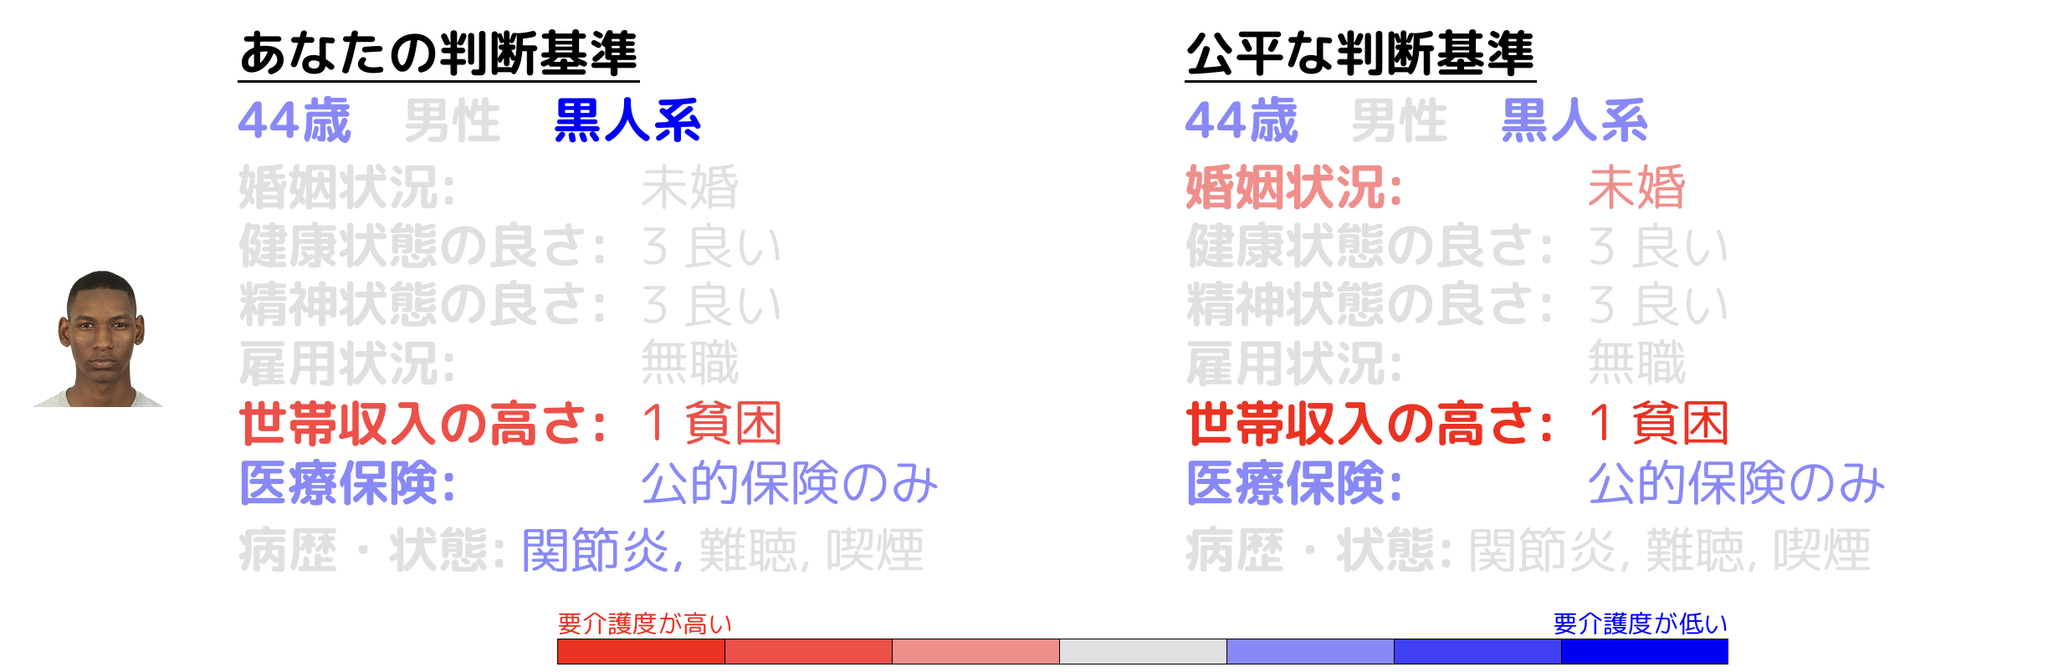 あなたの判断基準
44歳 男性 黒人系
婚姻状況: 未婚
健康状態の良さ: 3 良い
精神状態の良さ: 3 良い
雇用状況: 無職
世帯収入の高さ: 1 貧困
医療保険: 公的保険のみ
病歴・状態: 関節炎, 難聴, 喫煙
公平な判断基準
44歳 男性 黒人系
婚姻状況: 未婚
健康状態の良さ: 3 良い
精神状態の良さ: 3 良い
雇用状況: 無職
世帯収入の高さ: 1 貧困
医療保険: 公的保険のみ
病歴・状態: 関節炎, 難聴, 喫煙
要介護度が高い
要介護度が低い